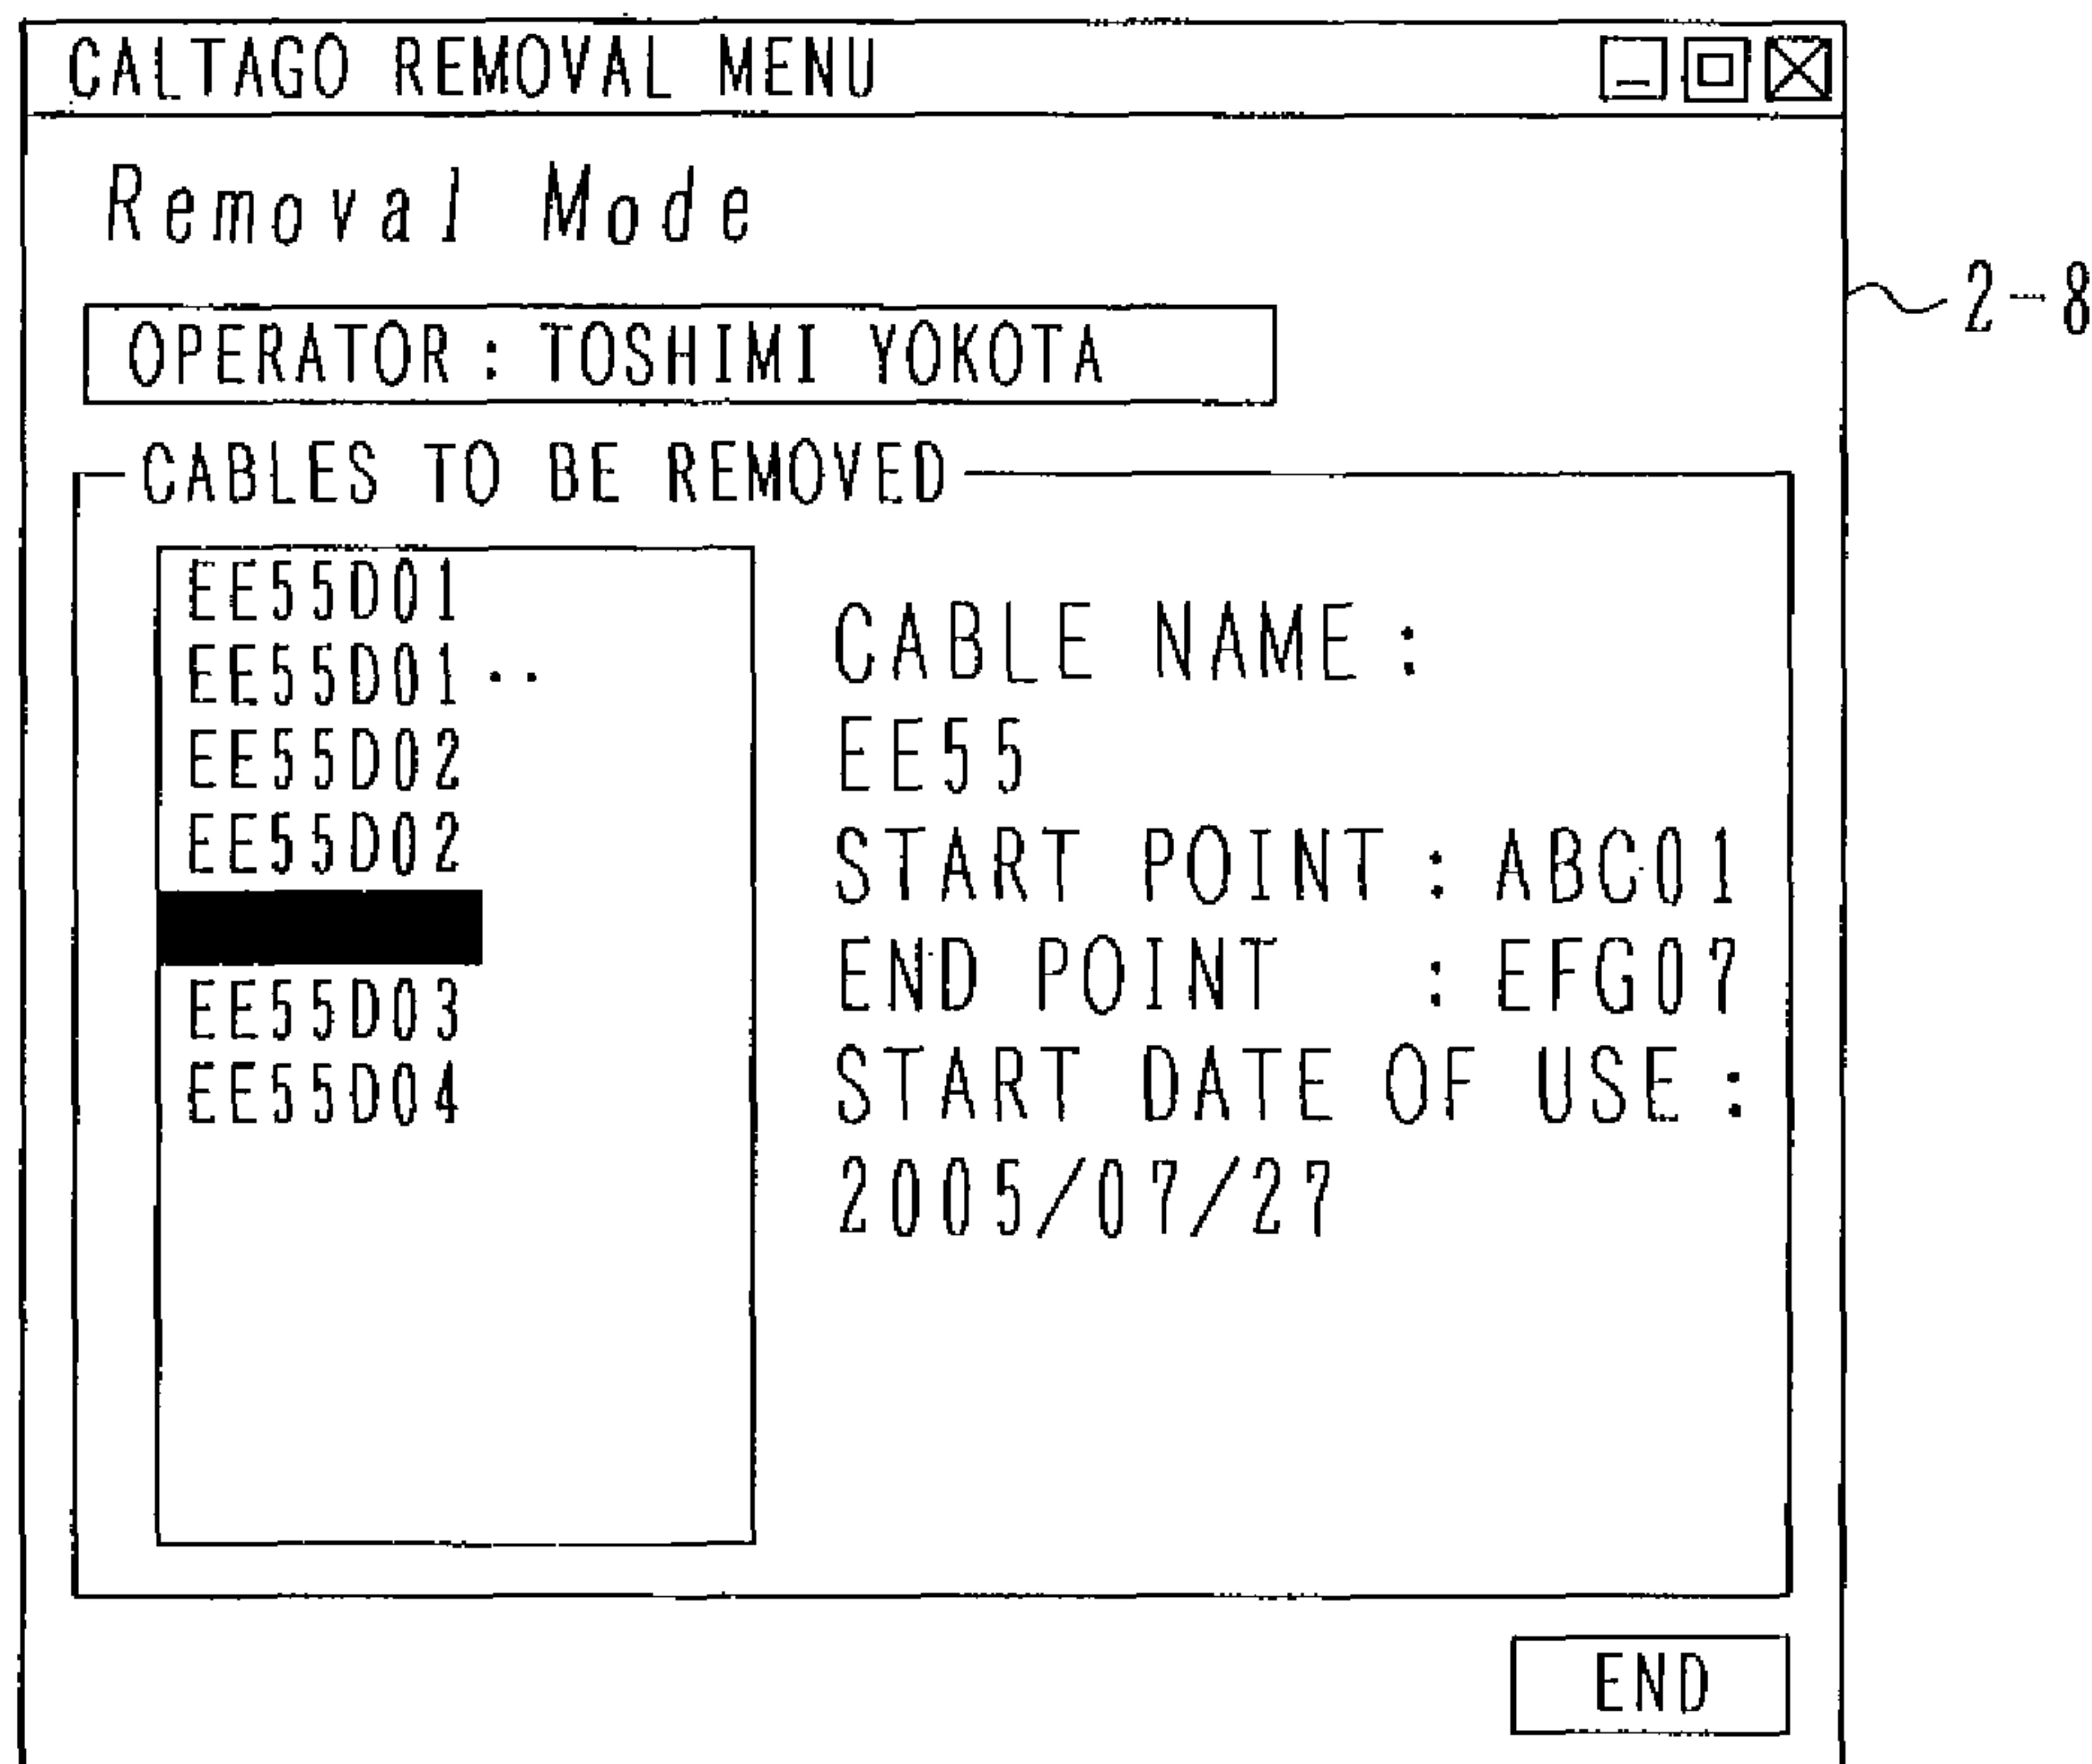 CALTAGO REMOVAL MENU
Removal Mode
2-8
OPERATOR : TOSHIMI YOKOTA
CABLES TO BE REMOVED
EE55D01
EE55D01..
EE55D02
EE55D02
EE55D03
EE55D04
CABLE NAME :
EE55
START POINT : ABC01
END POINT : EFG07
START DATE OF USE :
2005/07/27
END